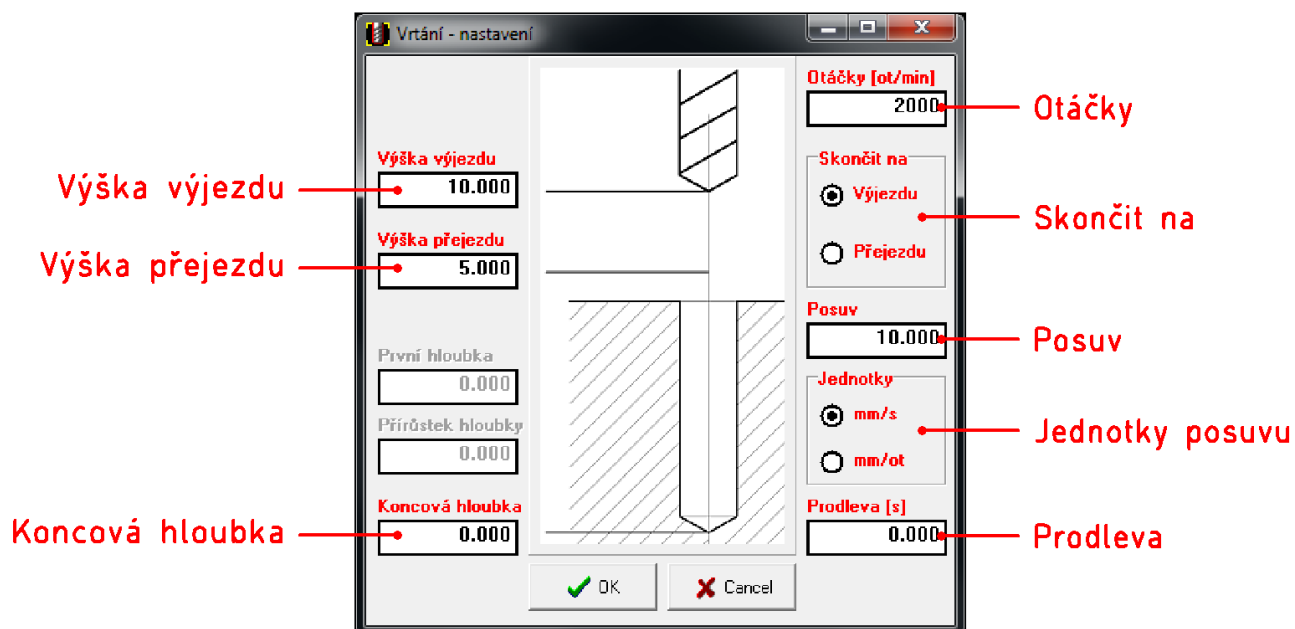 Vrtání - nastavení
Otáčky [ot/min]
2000
Otáčky
Výška výjezdu
10.000
Výška výjezdu
Skončit na
Výjezdu
Přejezdu
Skončit na
Výška přejezdu
5.000
Výška přejezdu
Posuv
10.000
Posuv
První hloubka
0.000
Jednotky
mm/s
mm/ot
Jednotky posuvu
Přírůstek hloubky
0.000
Koncová hloubka
0.000
Koncová hloubka
Prodleva [s]
0.000
Prodleva
OK
Cancel